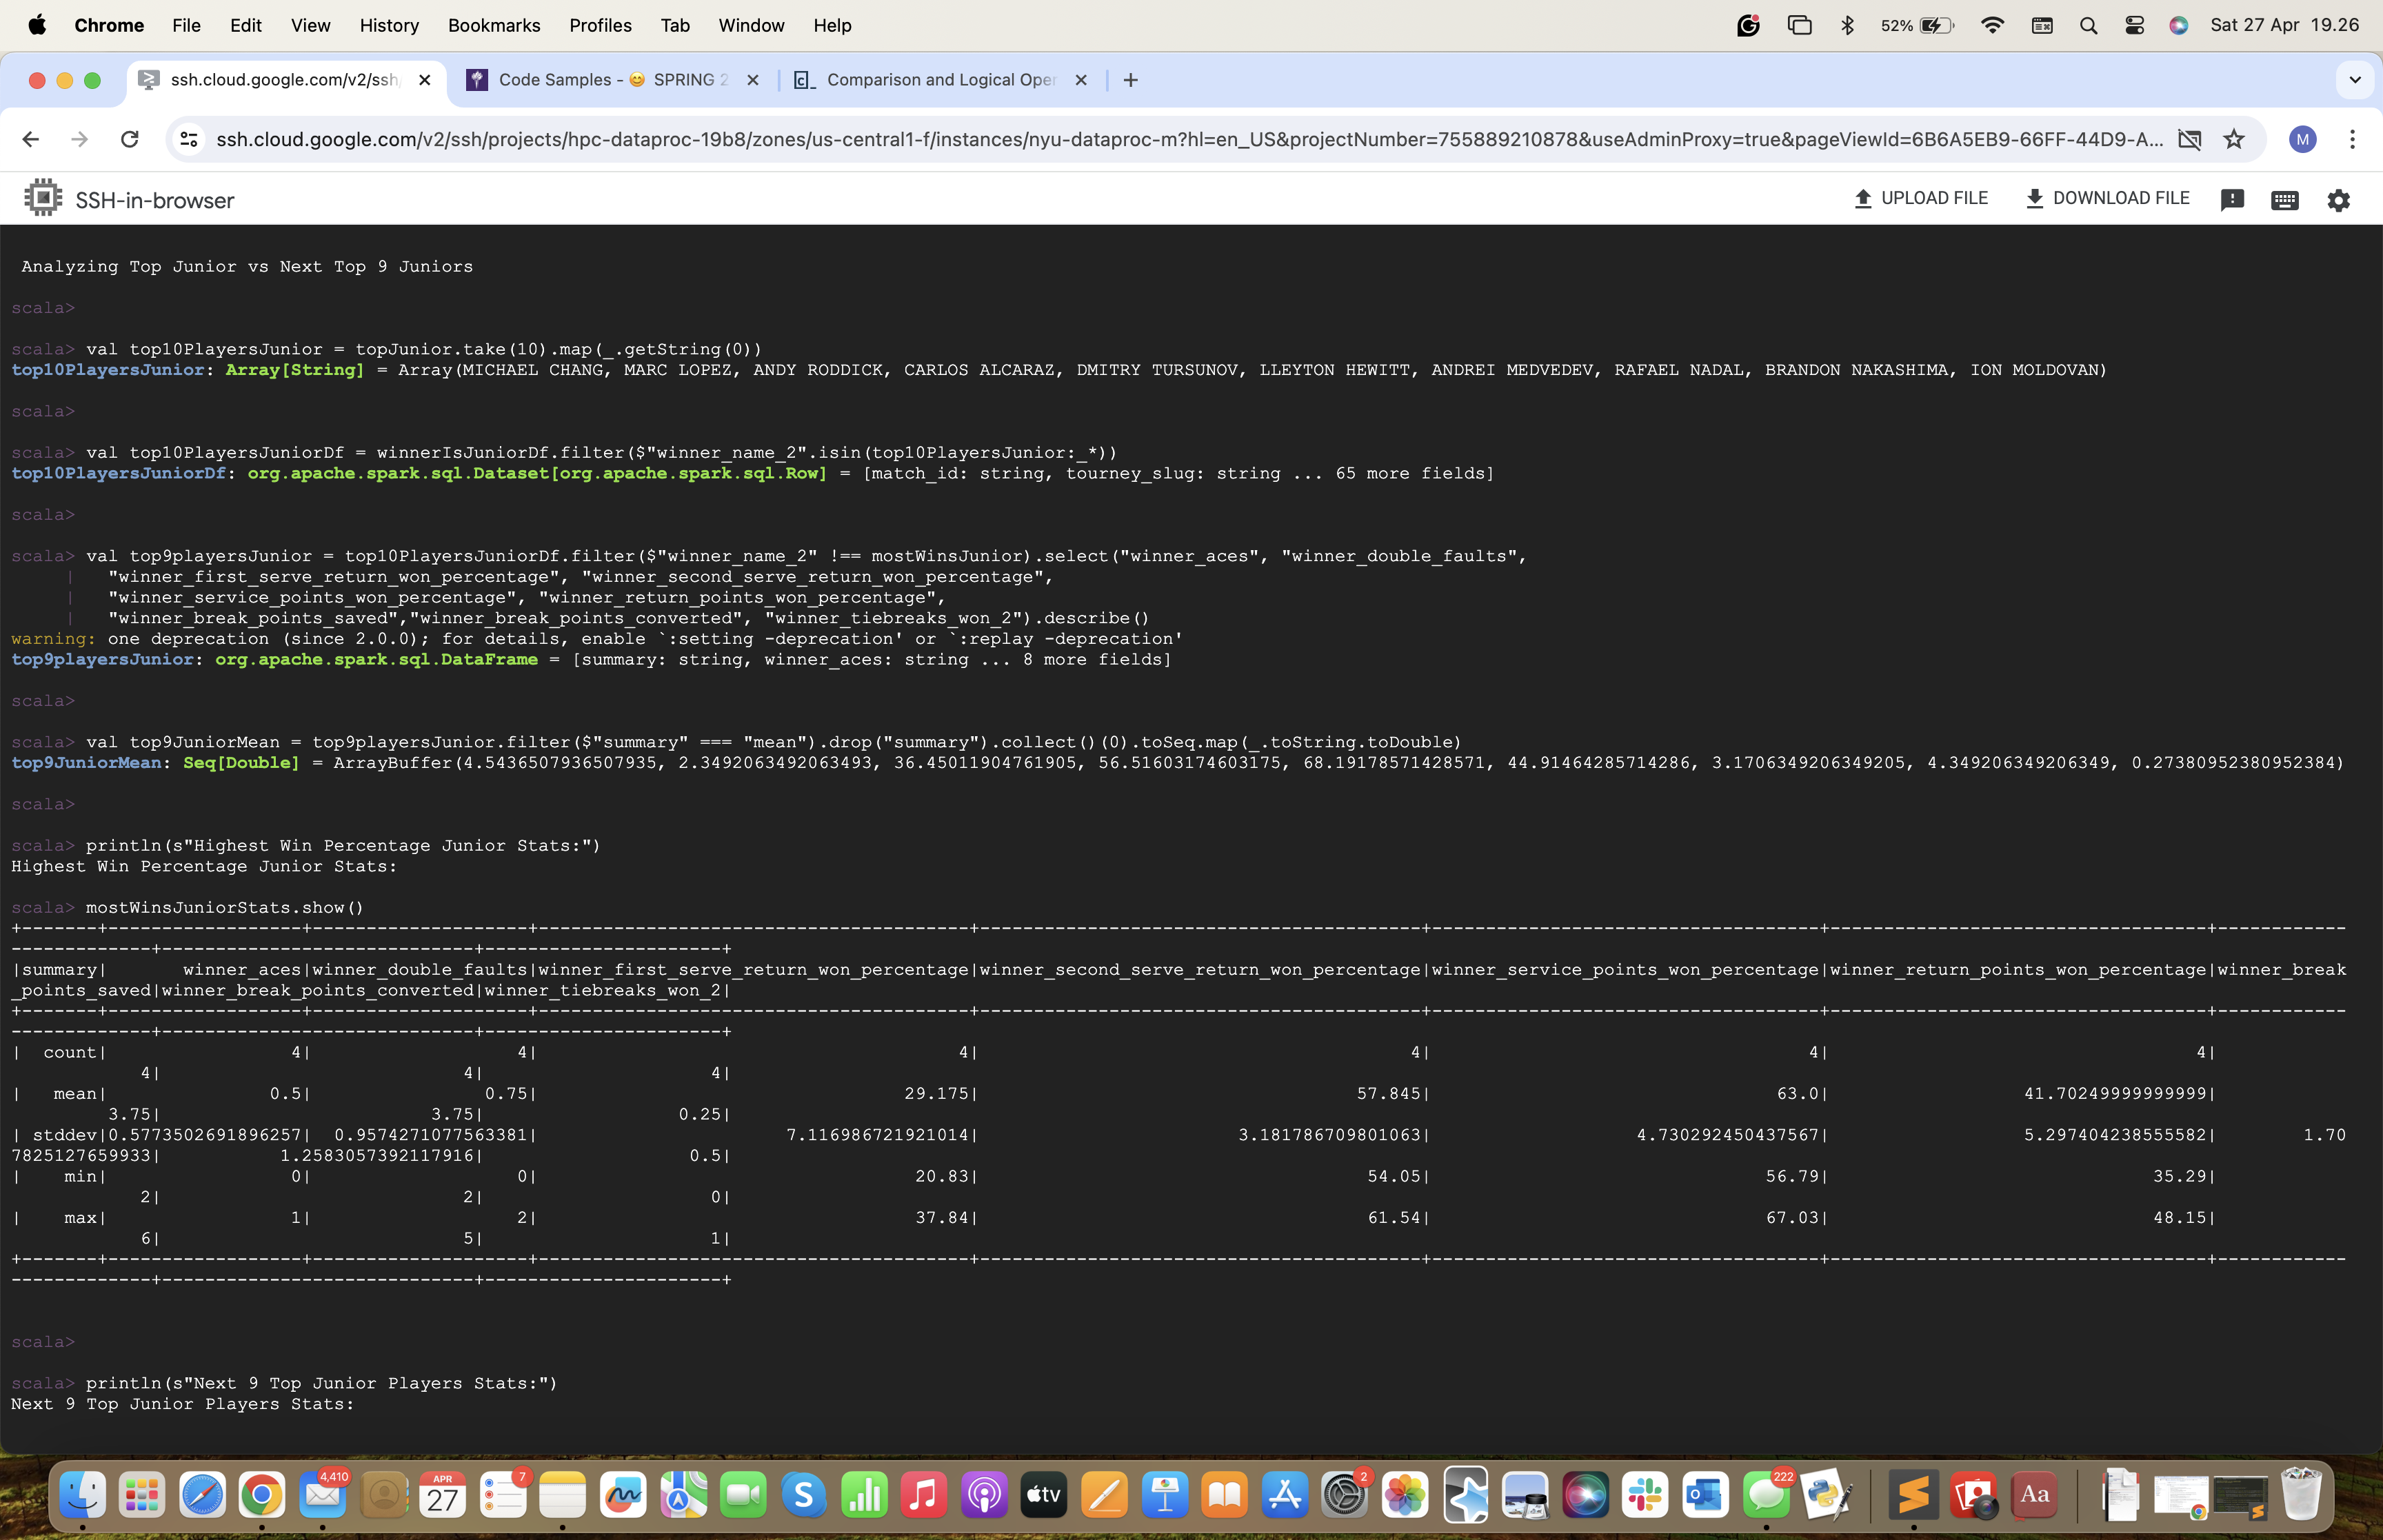 Chrome File Edit View History Bookmarks Profiles Tab Window Help 52% Sat 27 Apr 19.26
ssh.cloud.google.com/v2/ssh Code Samples - 😊 SPRING 2 Comparison and Logical Oper
ssh.cloud.google.com/v2/ssh/projects/hpc-dataproc-19b8/zones/us-central1-f/instances/nyu-dataproc-m?hl=en_US&projectNumber=755889210878&useAdminProxy=true&pageViewId=6B6A5EB9-66FF-44D9-A... M
SSH-in-browser UPLOAD FILE DOWNLOAD FILE
Analyzing Top Junior vs Next Top 9 Juniors
scala>
scala> val top10PlayersJunior = topJunior.take(10).map(_.getString(0))
top10PlayersJunior: Array[String] = Array(MICHAEL CHANG, MARC LOPEZ, ANDY RODDICK, CARLOS ALCARAZ, DMITRY TURSUNOV, LLEYTON HEWITT, ANDREI MEDVEDEV, RAFAEL NADAL, BRANDON NAKASHIMA, ION MOLDOVAN)
scala>
scala> val top10PlayersJuniorDf = winnerIsJuniorDf.filter($"winner_name_2".isin(top10PlayersJunior:_*))
top10PlayersJuniorDf: org.apache.spark.sql.Dataset[org.apache.spark.sql.Row] = [match_id: string, tourney_slug: string ... 65 more fields]
scala>
scala> val top9playersJunior = top10PlayersJuniorDf.filter($"winner_name_2" !== mostWinsJunior).select("winner_aces", "winner_double_faults",
| "winner_first_serve_return_won_percentage", "winner_second_serve_return_won_percentage",
| "winner_service_points_won_percentage", "winner_return_points_won_percentage",
| "winner_break_points_saved","winner_break_points_converted", "winner_tiebreaks_won_2").describe()
warning: one deprecation (since 2.0.0); for details, enable `:setting -deprecation' or `:replay -deprecation'
top9playersJunior: org.apache.spark.sql.DataFrame = [summary: string, winner_aces: string ... 8 more fields]
scala>
scala> val top9JuniorMean = top9playersJunior.filter($"summary" === "mean").drop("summary").collect()(0).toSeq.map(_.toString.toDouble)
top9JuniorMean: Seq[Double] = ArrayBuffer(4.5436507936507935, 2.3492063492063493, 36.45011904761905, 56.51603174603175, 68.19178571428571, 44.91464285714286, 3.1706349206349205, 4.349206349206349, 0.27380952380952384)
scala>
scala> println(s"Highest Win Percentage Junior Stats:")
Highest Win Percentage Junior Stats:
scala> mostWinsJuniorStats.show()
+-------+------------------+--------------------+----------------------------------------+-----------------------------------------+------------------------------------+-----------------------------------+------------
-------------+-----------------------------+----------------------+
|summary| winner_aces|winner_double_faults|winner_first_serve_return_won_percentage|winner_second_serve_return_won_percentage|winner_service_points_won_percentage|winner_return_points_won_percentage|winner_break
_points_saved|winner_break_points_converted|winner_tiebreaks_won_2|
+-------+------------------+--------------------+----------------------------------------+-----------------------------------------+------------------------------------+-----------------------------------+------------
-------------+-----------------------------+----------------------+
| count| 4| 4| 4| 4| 4| 4|
4| 4| 4|
| mean| 0.5| 0.75| 29.175| 57.845| 63.0| 41.70249999999999|
3.75| 3.75| 0.25|
| stddev|0.5773502691896257| 0.9574271077563381| 7.116986721921014| 3.181786709801063| 4.730292450437567| 5.297404238555582| 1.70
7825127659933| 1.2583057392117916| 0.5|
| min| 0| 0| 20.83| 54.05| 56.79| 35.29|
2| 2| 0|
| max| 1| 2| 37.84| 61.54| 67.03| 48.15|
6| 5| 1|
+-------+------------------+--------------------+----------------------------------------+-----------------------------------------+------------------------------------+-----------------------------------+------------
-------------+-----------------------------+----------------------+
scala>
scala> println(s"Next 9 Top Junior Players Stats:")
Next 9 Top Junior Players Stats:
4,410 APR 27 7 tv 2 222 Aa